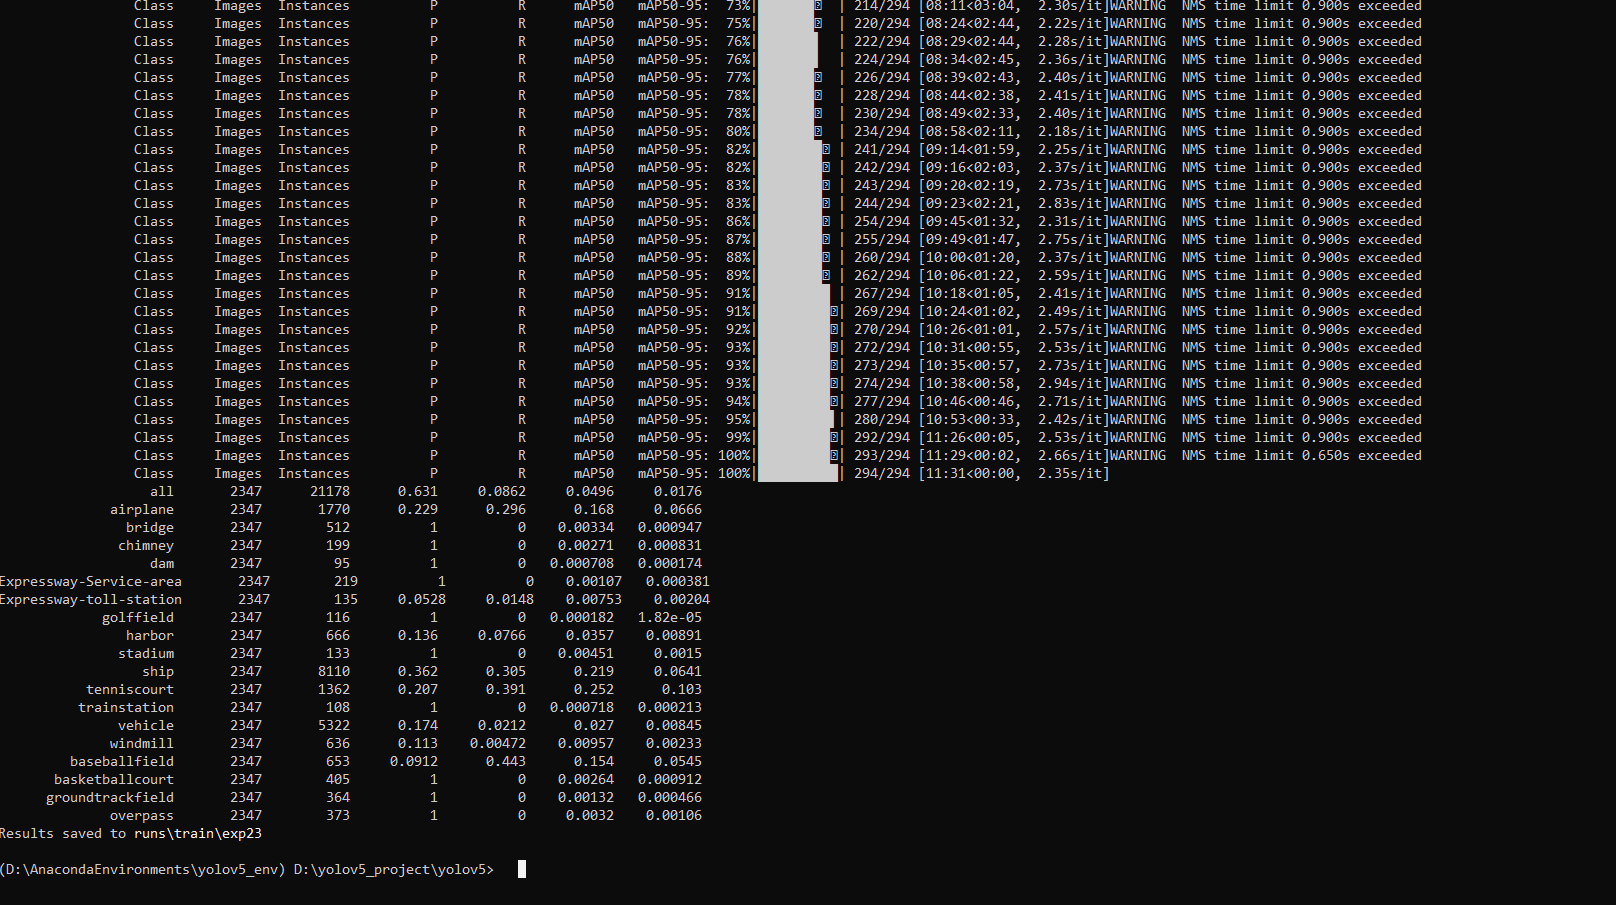 Class Images Instances P R mAP50 mAP50-95: 73%| | 214/294 [08:11<03:04, 2.30s/it]WARNING NMS time limit 0.900s exceeded
Class Images Instances P R mAP50 mAP50-95: 75%| | 220/294 [08:24<02:44, 2.22s/it]WARNING NMS time limit 0.900s exceeded
Class Images Instances P R mAP50 mAP50-95: 76%| | 222/294 [08:29<02:44, 2.28s/it]WARNING NMS time limit 0.900s exceeded
Class Images Instances P R mAP50 mAP50-95: 76%| | 224/294 [08:34<02:45, 2.36s/it]WARNING NMS time limit 0.900s exceeded
Class Images Instances P R mAP50 mAP50-95: 77%| | 226/294 [08:39<02:43, 2.40s/it]WARNING NMS time limit 0.900s exceeded
Class Images Instances P R mAP50 mAP50-95: 78%| | 228/294 [08:44<02:38, 2.41s/it]WARNING NMS time limit 0.900s exceeded
Class Images Instances P R mAP50 mAP50-95: 78%| | 230/294 [08:49<02:33, 2.40s/it]WARNING NMS time limit 0.900s exceeded
Class Images Instances P R mAP50 mAP50-95: 80%| | 234/294 [08:58<02:11, 2.18s/it]WARNING NMS time limit 0.900s exceeded
Class Images Instances P R mAP50 mAP50-95: 82%| | 241/294 [09:14<01:59, 2.25s/it]WARNING NMS time limit 0.900s exceeded
Class Images Instances P R mAP50 mAP50-95: 82%| | 242/294 [09:16<02:03, 2.37s/it]WARNING NMS time limit 0.900s exceeded
Class Images Instances P R mAP50 mAP50-95: 83%| | 243/294 [09:20<02:19, 2.73s/it]WARNING NMS time limit 0.900s exceeded
Class Images Instances P R mAP50 mAP50-95: 83%| | 244/294 [09:23<02:21, 2.83s/it]WARNING NMS time limit 0.900s exceeded
Class Images Instances P R mAP50 mAP50-95: 86%| | 254/294 [09:45<01:32, 2.31s/it]WARNING NMS time limit 0.900s exceeded
Class Images Instances P R mAP50 mAP50-95: 87%| | 255/294 [09:49<01:47, 2.75s/it]WARNING NMS time limit 0.900s exceeded
Class Images Instances P R mAP50 mAP50-95: 88%| | 260/294 [10:00<01:20, 2.37s/it]WARNING NMS time limit 0.900s exceeded
Class Images Instances P R mAP50 mAP50-95: 89%| | 262/294 [10:06<01:22, 2.59s/it]WARNING NMS time limit 0.900s exceeded
Class Images Instances P R mAP50 mAP50-95: 91%| | 267/294 [10:18<01:05, 2.41s/it]WARNING NMS time limit 0.900s exceeded
Class Images Instances P R mAP50 mAP50-95: 91%| | 269/294 [10:24<01:02, 2.49s/it]WARNING NMS time limit 0.900s exceeded
Class Images Instances P R mAP50 mAP50-95: 92%| | 270/294 [10:26<01:01, 2.57s/it]WARNING NMS time limit 0.900s exceeded
Class Images Instances P R mAP50 mAP50-95: 93%| | 272/294 [10:31<00:55, 2.53s/it]WARNING NMS time limit 0.900s exceeded
Class Images Instances P R mAP50 mAP50-95: 93%| | 273/294 [10:35<00:57, 2.73s/it]WARNING NMS time limit 0.900s exceeded
Class Images Instances P R mAP50 mAP50-95: 93%| | 274/294 [10:38<00:58, 2.94s/it]WARNING NMS time limit 0.900s exceeded
Class Images Instances P R mAP50 mAP50-95: 94%| | 277/294 [10:46<00:46, 2.71s/it]WARNING NMS time limit 0.900s exceeded
Class Images Instances P R mAP50 mAP50-95: 95%| | 280/294 [10:53<00:33, 2.42s/it]WARNING NMS time limit 0.900s exceeded
Class Images Instances P R mAP50 mAP50-95: 99%| | 292/294 [11:26<00:05, 2.53s/it]WARNING NMS time limit 0.900s exceeded
Class Images Instances P R mAP50 mAP50-95: 100%| | 293/294 [11:29<00:02, 2.66s/it]WARNING NMS time limit 0.650s exceeded
Class Images Instances P R mAP50 mAP50-95: 100%| | 294/294 [11:31<00:00, 2.35s/it]
all 2347 21178 0.631 0.0862 0.0496 0.0176
airplane 2347 1770 0.229 0.296 0.168 0.0666
bridge 2347 512 1 0 0.00334 0.000947
chimney 2347 199 1 0 0.00271 0.000831
dam 2347 95 1 0 0.000708 0.000174
Expressway-Service-area 2347 219 1 0 0.00107 0.000381
Expressway-toll-station 2347 135 0.0528 0.0148 0.00753 0.00204
golffield 2347 116 1 0 0.000182 1.82e-05
harbor 2347 666 0.136 0.0766 0.0357 0.00891
stadium 2347 133 1 0 0.00451 0.0015
ship 2347 8110 0.362 0.305 0.219 0.0641
tenniscourt 2347 1362 0.207 0.391 0.252 0.103
trainstation 2347 108 1 0 0.000718 0.000213
vehicle 2347 5322 0.174 0.0212 0.027 0.00845
windmill 2347 636 0.113 0.00472 0.00957 0.00233
baseballfield 2347 653 0.0912 0.443 0.154 0.0545
basketballcourt 2347 405 1 0 0.00264 0.000912
groundtrackfield 2347 364 1 0 0.00132 0.000466
overpass 2347 373 1 0 0.0032 0.00106
Results saved to runs\train\exp23
(D:\AnacondaEnvironments\yolov5_env) D:\yolov5_project\yolov5>